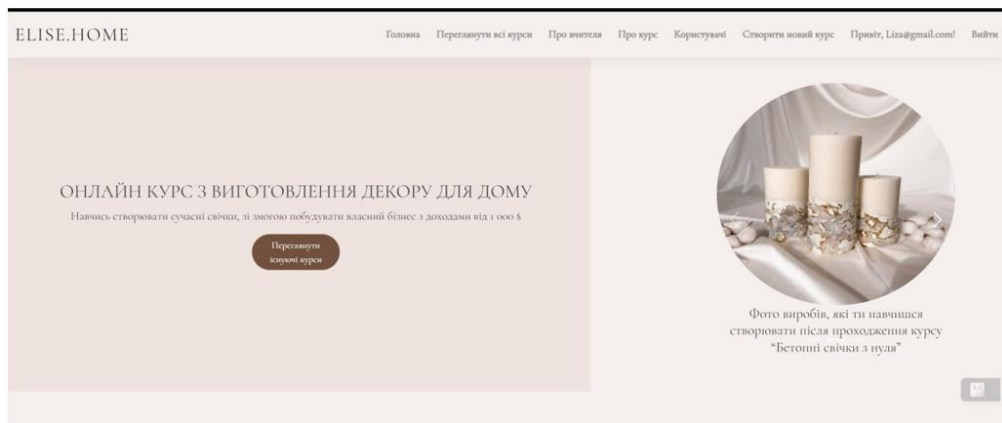 ELISE.HOME
Головна Переглянути всі курси Про вчителя Про курс Користувачі Створити новий курс Привіт, Liza@gmail.com! Вийти
ОНЛАЙН КУРС З ВИГОТОВЛЕННЯ ДЕКОРУ ДЛЯ ДОМУ
Навчись створювати сучасні свічки, зі змогою побудувати власний бізнес з доходами від 1 000 $
Переглянути
існуючі курси
Фото виробів, які ти навчишся
створювати після проходження курсу
“Бетонні свічки з нуля”